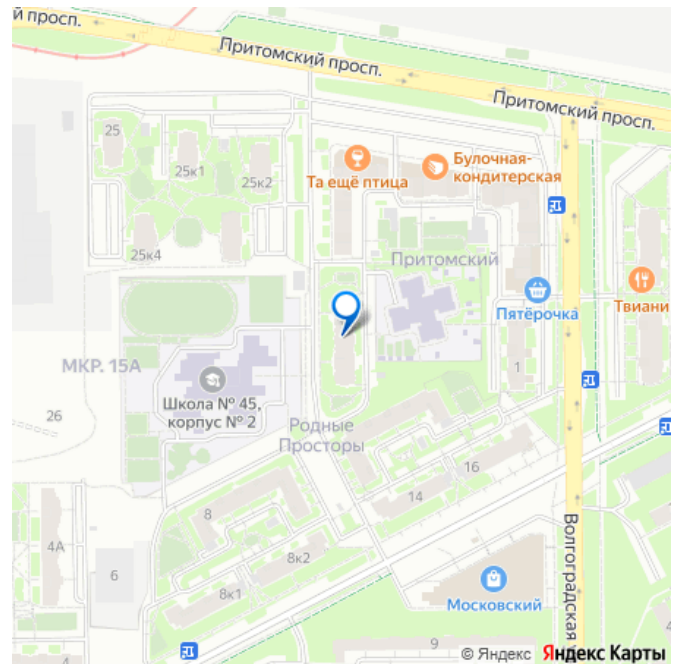 й просп.
Притомский просп.
Притомский просп.
25
25к1
25к2
25к4
Та ещё птица
Булочная-
кондитерская
Притомский
Пятёрочка
Твиани
1
МКР. 15А
Школа № 45,
корпус № 2
26
Родные
Просторы
16
14
8
8к2
8к1
4А
6
4
9
Московский
Волгоградская
© Яндекс Яндекс Карты